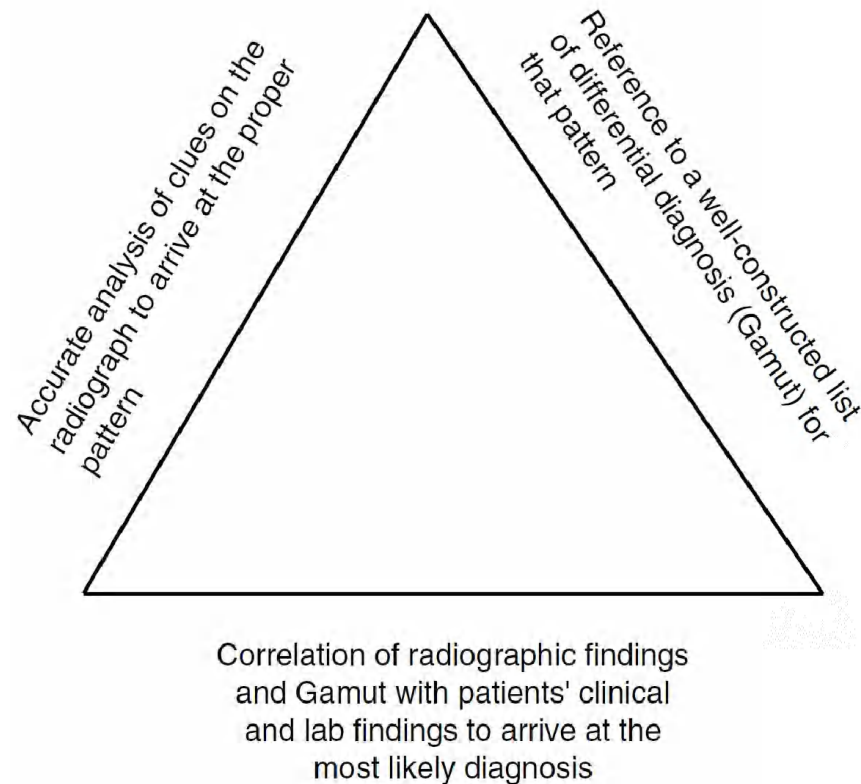 Accurate analysis of clues on the
radiograph to arrive at the proper
pattern
Reference to a well-constructed list
of differential diagnosis (Gamut) for
that pattern
Correlation of radiographic findings
and Gamut with patients' clinical
and lab findings to arrive at the
most likely diagnosis